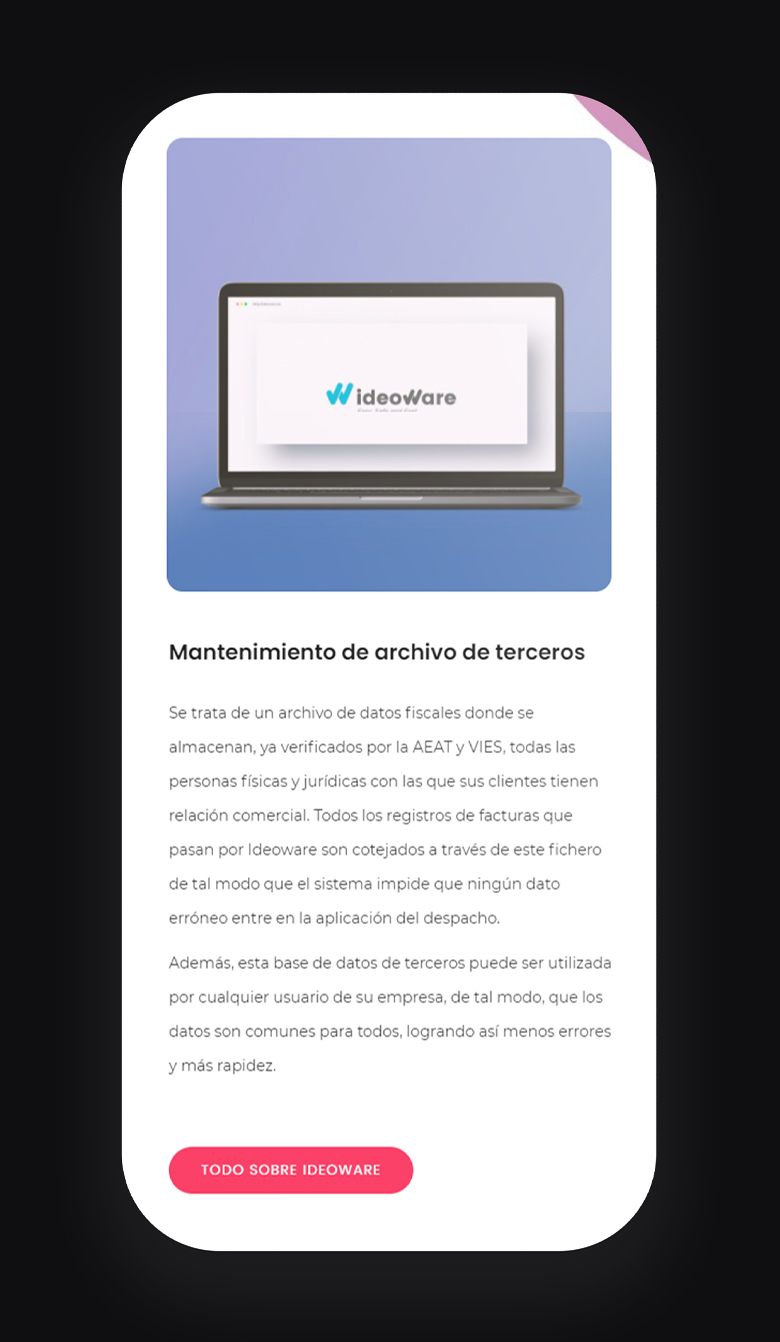 ideoWare
Mantenimiento de archivo de terceros
Se trata de un archivo de datos fiscales donde se
almacenan, ya verificados por la AEAT y VIES, todas las
personas físicas y jurídicas con las que sus clientes tienen
relación comercial. Todos los registros de facturas que
pasan por Ideoware son cotejados a través de este fichero
de tal modo que el sistema impide que ningún dato
erróneo entre en la aplicación del despacho.
Además, esta base de datos de terceros puede ser utilizada
por cualquier usuario de su empresa, de tal modo, que los
datos son comunes para todos, logrando así menos errores
y más rapidez.
TODO SOBRE IDEOWARE